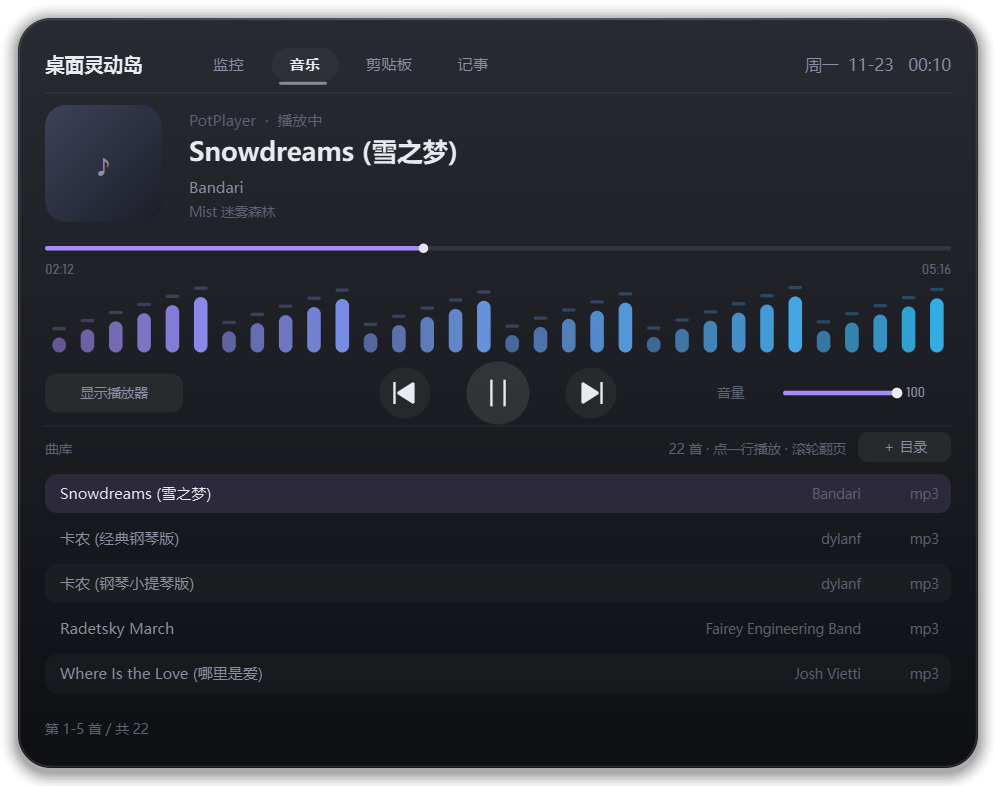 桌面灵动岛 监控 音乐 剪贴板 记事 周一 11-23 00:10
PotPlayer · 播放中
Snowdreams (雪之梦)
Bandari
Mist 迷雾森林
02:12 05:16
显示播放器 音量 100
曲库 22 首 · 点一行播放 · 滚轮翻页 + 目录
Snowdreams (雪之梦) Bandari mp3
卡农 (经典钢琴版) dylanf mp3
卡农 (钢琴小提琴版) dylanf mp3
Radetsky March Fairey Engineering Band mp3
Where Is the Love (哪里是爱) Josh Vietti mp3
第 1-5 首 / 共 22